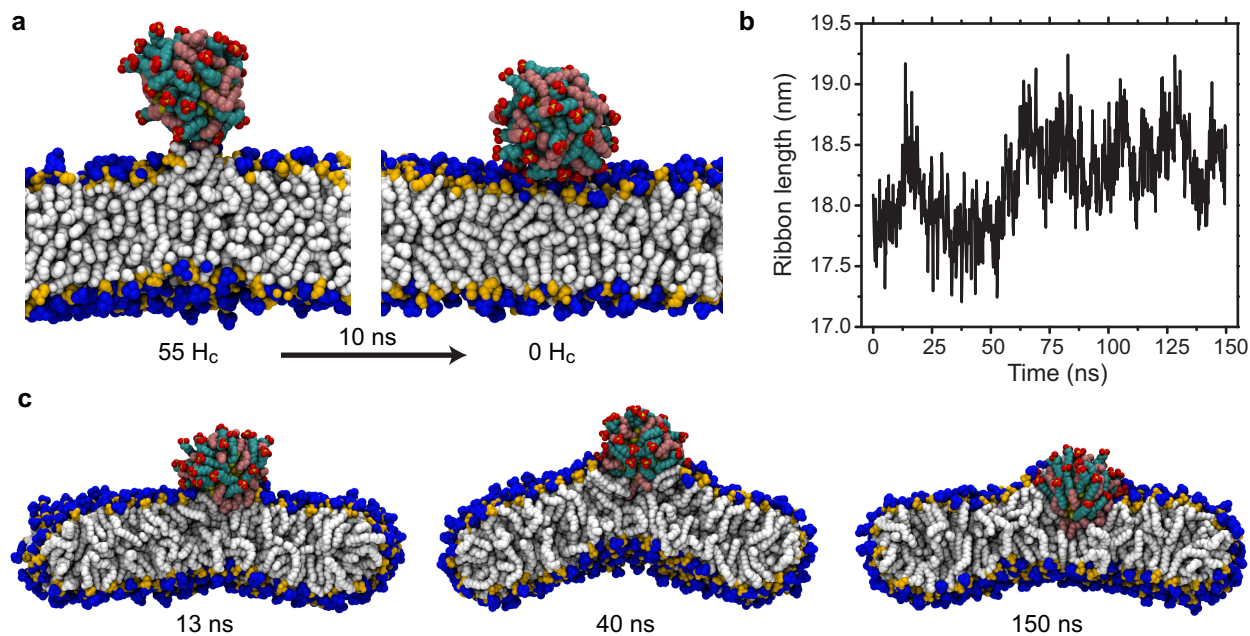 a
55 Hc
10 ns
0 Hc
b
Ribbon length (nm)
19.5
19.0
18.5
18.0
17.5
17.0
0
25
50
75
100
125
150
Time (ns)
c
13 ns
40 ns
150 ns